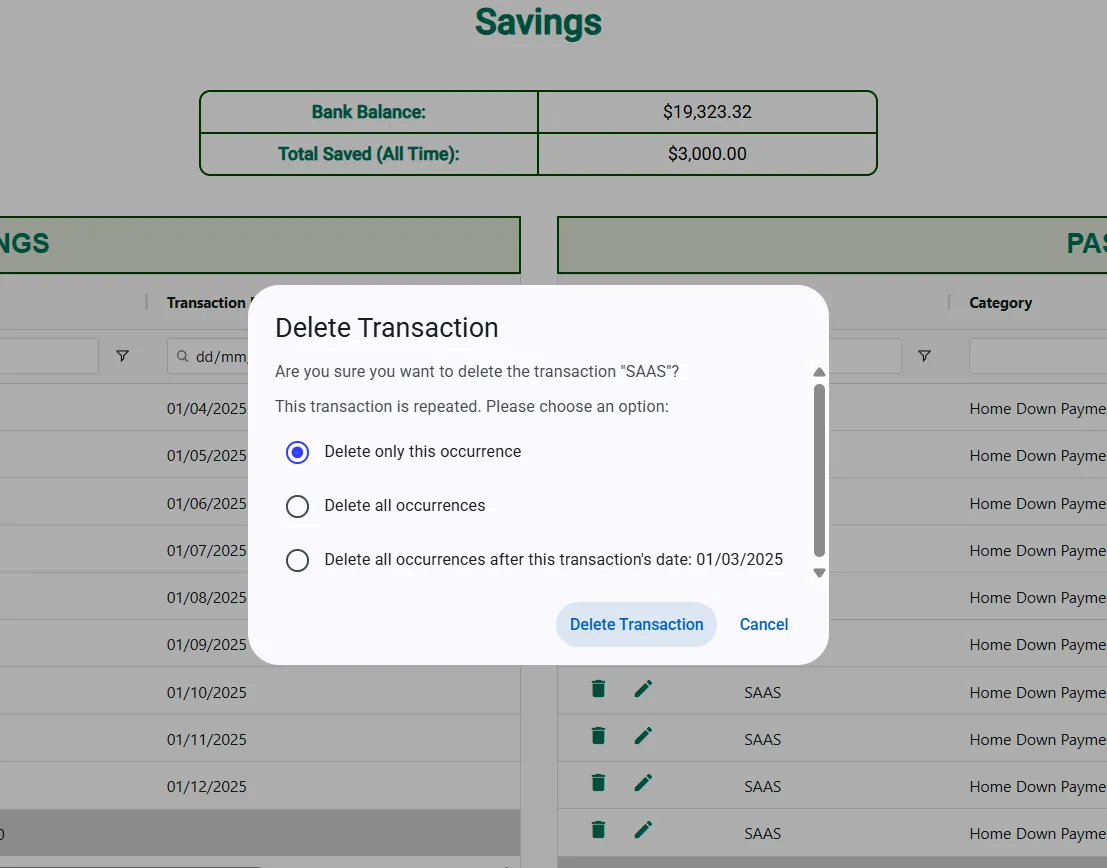 Savings
Bank Balance: $19,323.32
Total Saved (All Time): $3,000.00
NGS PAS
Transaction Category
dd/mm
Delete Transaction
Are you sure you want to delete the transaction "SAAS"?
This transaction is repeated. Please choose an option:
Delete only this occurrence
Delete all occurrences
Delete all occurrences after this transaction's date: 01/03/2025
Delete Transaction Cancel
01/04/2025 Home Down Payme
01/05/2025 Home Down Payme
01/06/2025 Home Down Payme
01/07/2025 Home Down Payme
01/08/2025 Home Down Payme
01/09/2025 Home Down Payme
01/10/2025 SAAS Home Down Payme
01/11/2025 SAAS Home Down Payme
01/12/2025 SAAS Home Down Payme
0 SAAS Home Down Payme